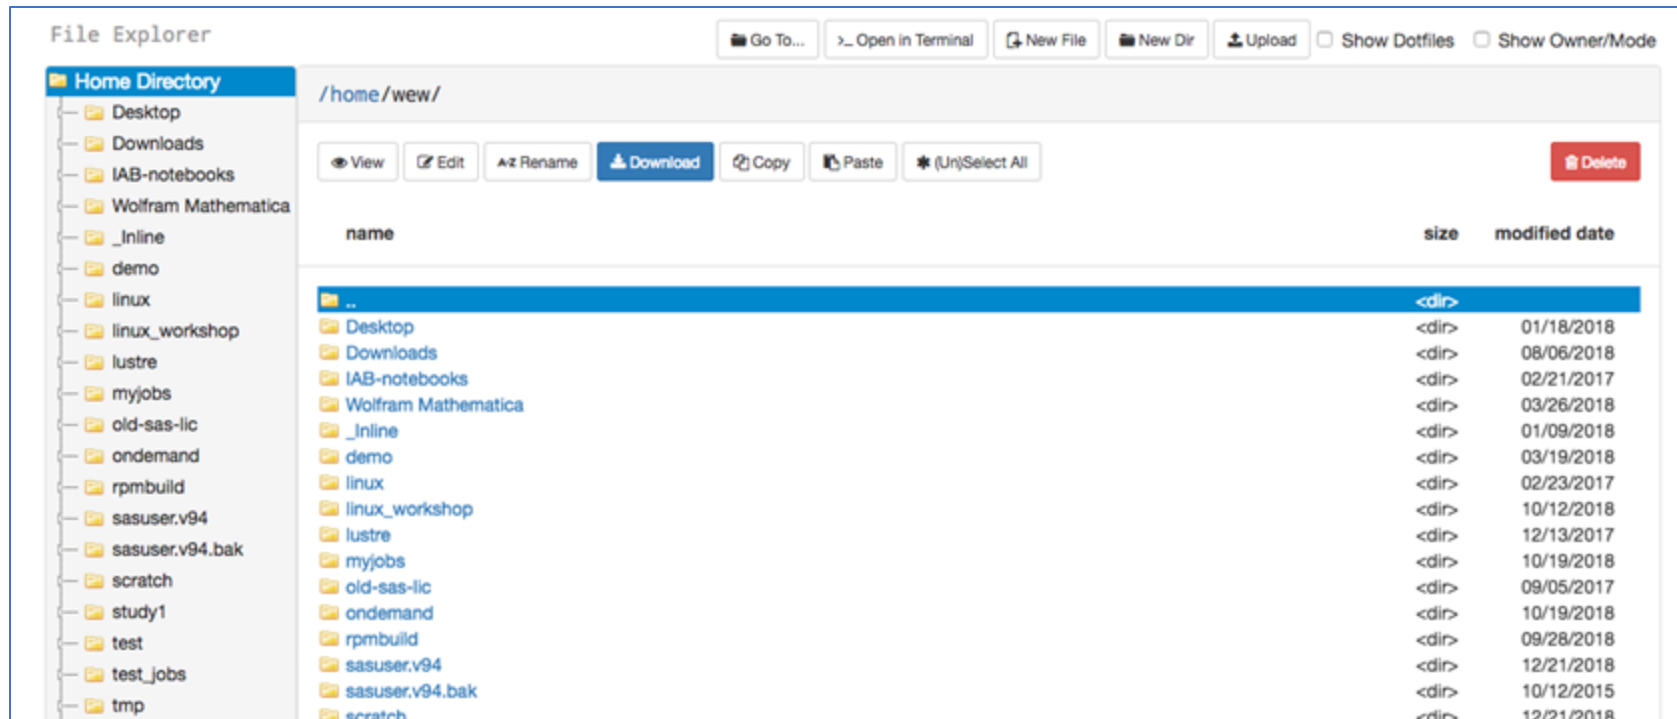 File Explorer
Go To... >_ Open in Terminal New File New Dir Upload Show Dotfiles Show Owner/Mode
Home Directory
Desktop
Downloads
IAB-notebooks
Wolfram Mathematica
_Inline
demo
linux
linux_workshop
lustre
myjobs
old-sas-lic
ondemand
rpmbuild
sasuser.v94
sasuser.v94.bak
scratch
study1
test
test_jobs
tmp
/home/wew/
View Edit A-Z Rename Download Copy Paste (Un)Select All Delete
name size modified date
.. <dir>
Desktop <dir> 01/18/2018
Downloads <dir> 08/06/2018
IAB-notebooks <dir> 02/21/2017
Wolfram Mathematica <dir> 03/26/2018
_Inline <dir> 01/09/2018
demo <dir> 03/19/2018
linux <dir> 02/23/2017
linux_workshop <dir> 10/12/2018
lustre <dir> 12/13/2017
myjobs <dir> 10/19/2018
old-sas-lic <dir> 09/05/2017
ondemand <dir> 10/19/2018
rpmbuild <dir> 09/28/2018
sasuser.v94 <dir> 12/21/2018
sasuser.v94.bak <dir> 10/12/2015
scratch <dir> 12/21/2018